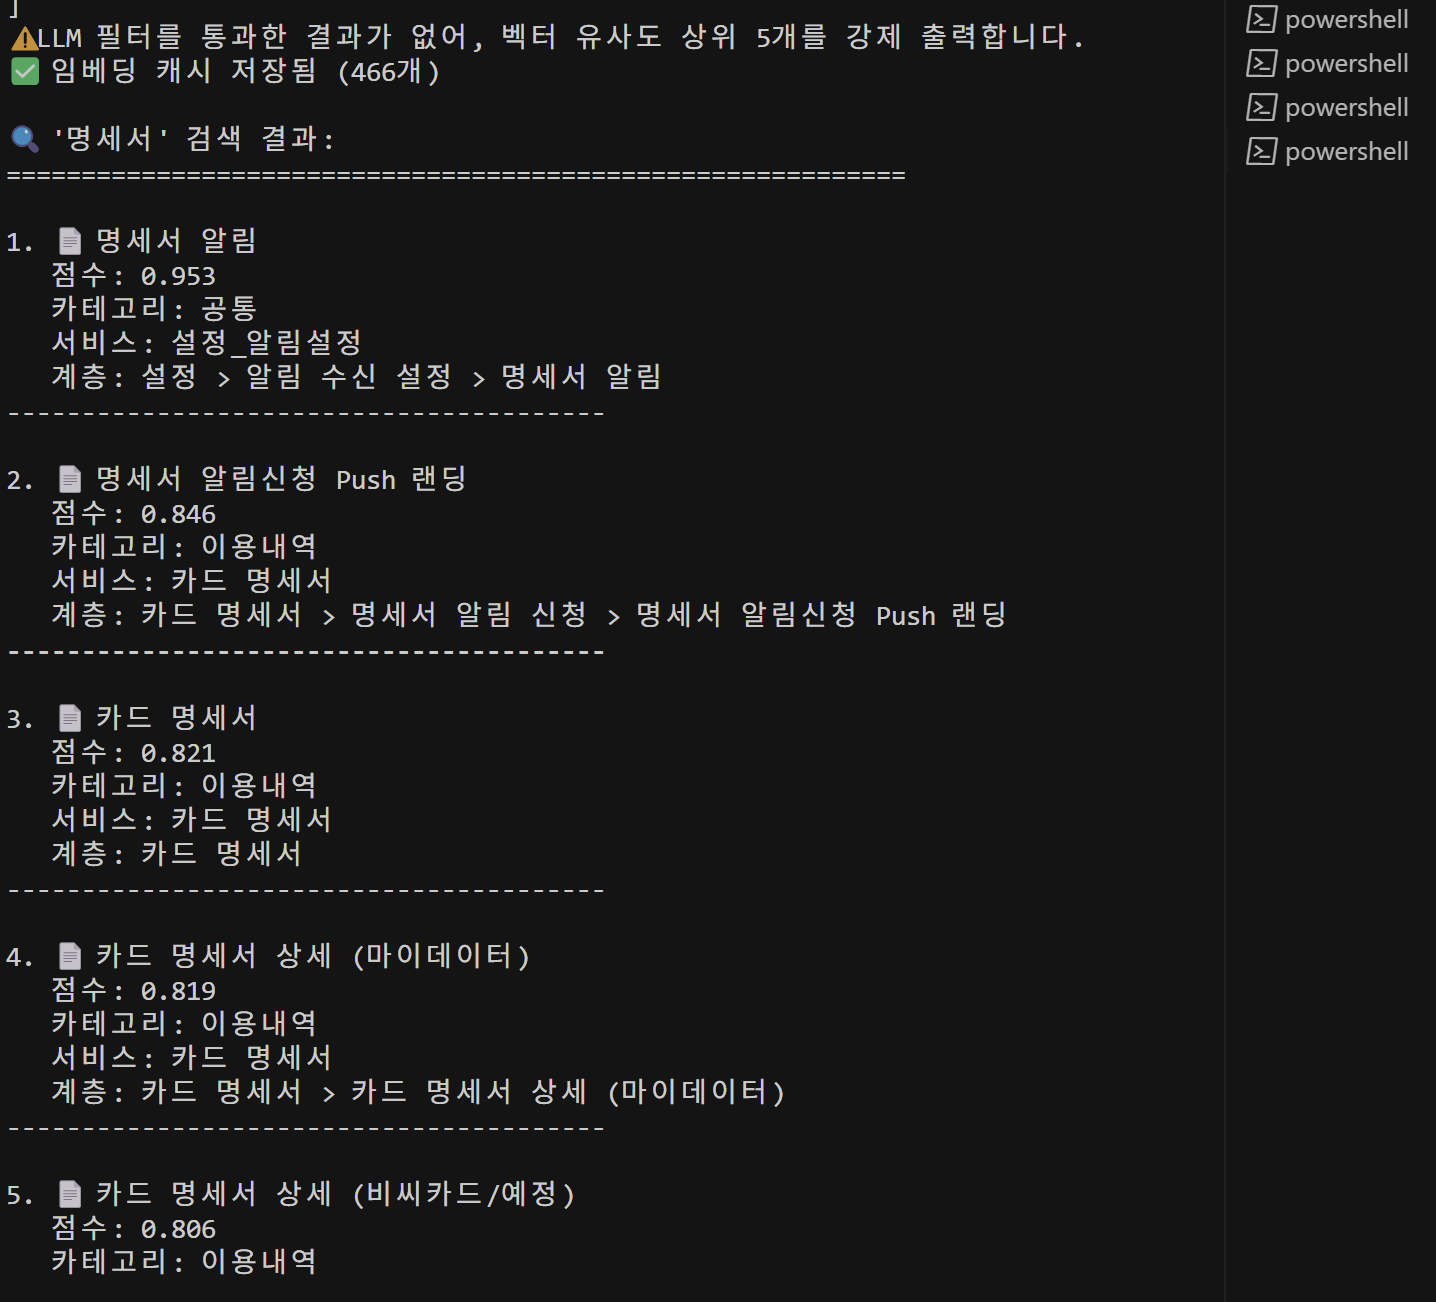 ]
⚠LLM 필터를 통과한 결과가 없어, 벡터 유사도 상위 5개를 강제 출력합니다.
✅ 임베딩 캐시 저장됨 (466개)
🔍 '명세서' 검색 결과:
============================================================
1. 📄 명세서 알림
점수: 0.953
카테고리: 공통
서비스: 설정_알림설정
계층: 설정 > 알림 수신 설정 > 명세서 알림
----------------------------------------
2. 📄 명세서 알림신청 Push 랜딩
점수: 0.846
카테고리: 이용내역
서비스: 카드 명세서
계층: 카드 명세서 > 명세서 알림 신청 > 명세서 알림신청 Push 랜딩
----------------------------------------
3. 📄 카드 명세서
점수: 0.821
카테고리: 이용내역
서비스: 카드 명세서
계층: 카드 명세서
----------------------------------------
4. 📄 카드 명세서 상세 (마이데이터)
점수: 0.819
카테고리: 이용내역
서비스: 카드 명세서
계층: 카드 명세서 > 카드 명세서 상세 (마이데이터)
----------------------------------------
5. 📄 카드 명세서 상세 (비씨카드/예정)
점수: 0.806
카테고리: 이용내역
powershell
powershell
powershell
powershell